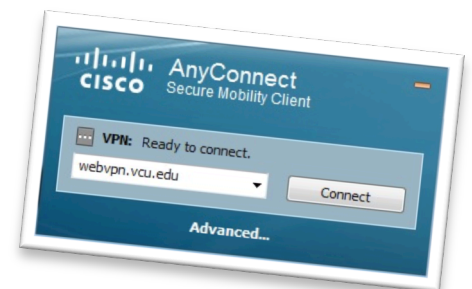 CISCO
AnyConnect
Secure Mobility Client
VPN: Ready to connect.
webvpn.vcu.edu
Connect
Advanced...